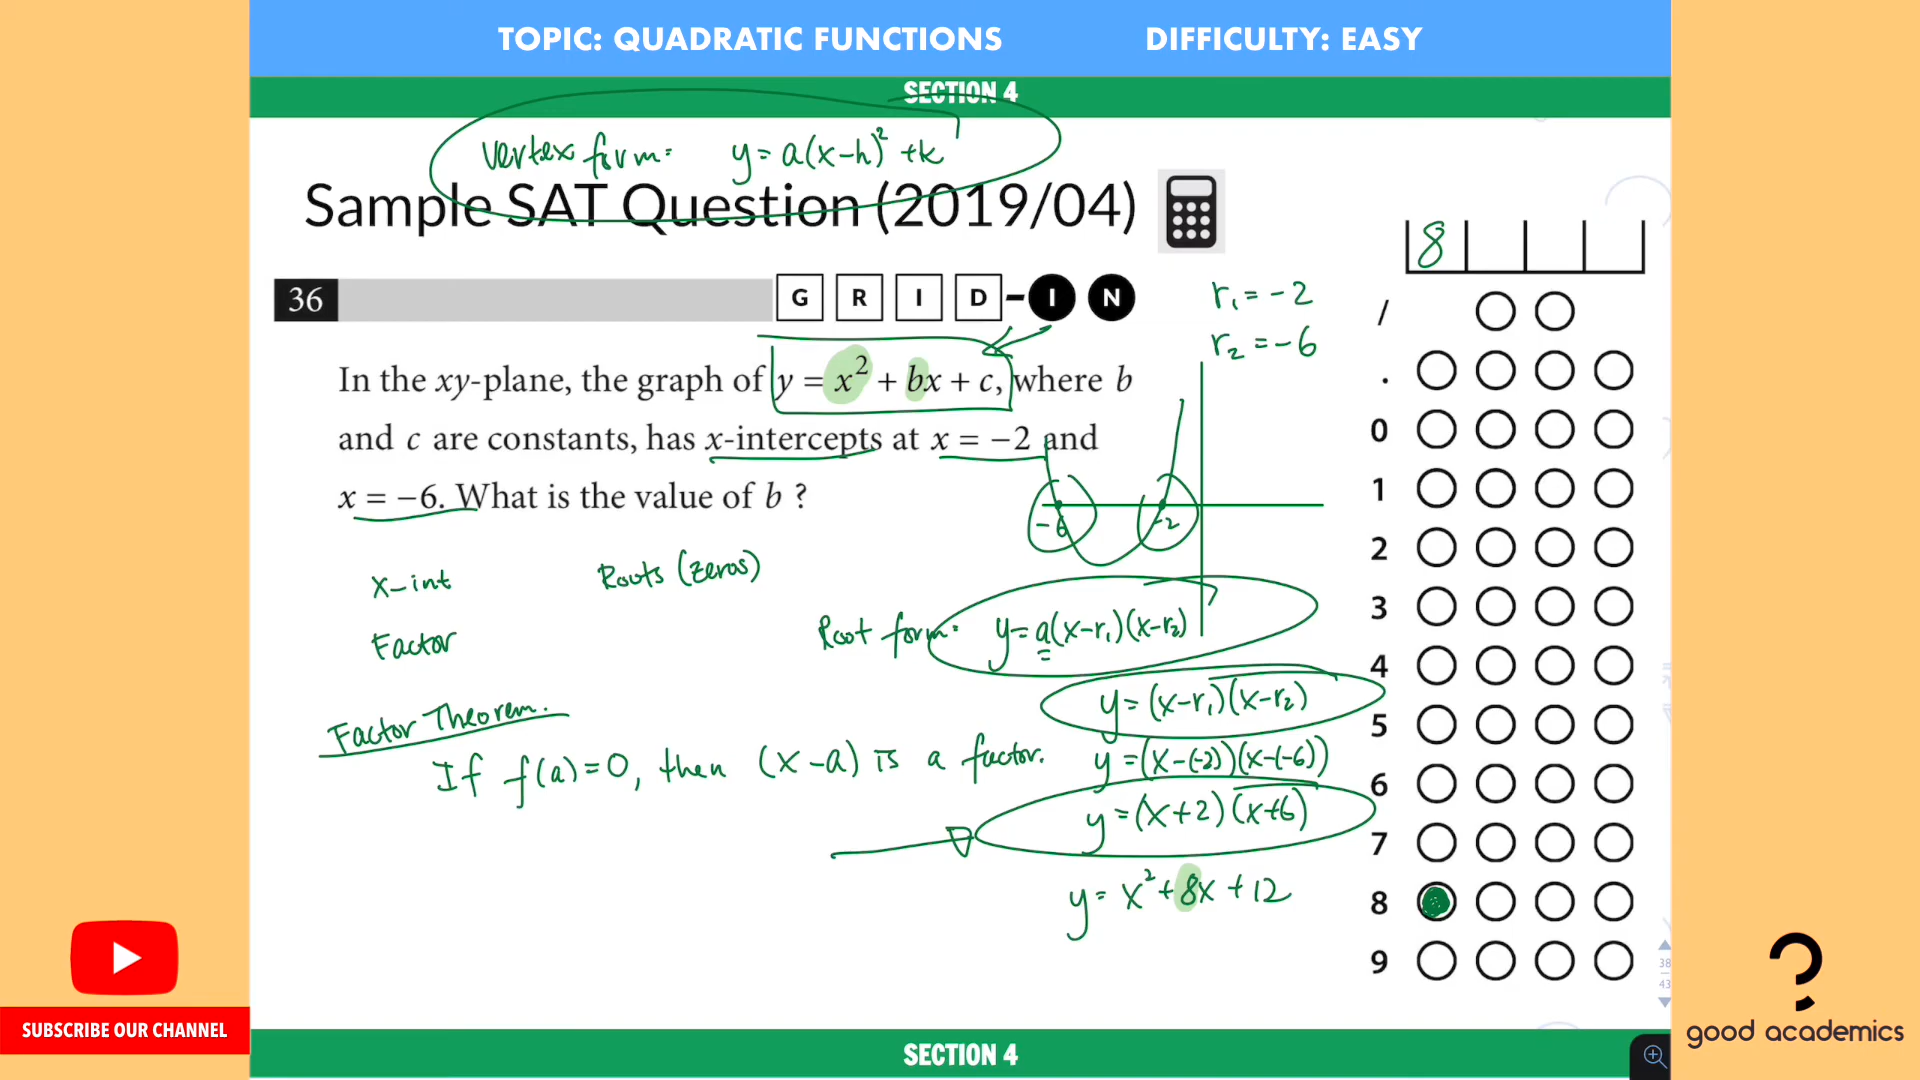 TOPIC: QUADRATIC FUNCTIONS DIFFICULTY: EASY
SECTION 4
Vertex form: y = a(x-h)² + k
Sample SAT Question (2019/04)
36 G R I D - I N
In the xy-plane, the graph of y = x² + bx + c, where b
and c are constants, has x-intercepts at x = −2 and
x = −6. What is the value of b ?
r₁ = -2
r₂ = -6
-6 -2
x-int Roots (zeros)
Factor
Root form: y = a(x-r₁)(x-r₂)
y = (x-r₁)(x-r₂)
Factor Theorem.
If f(a)=0, then (x-a) is a factor.
y = (x-(-2))(x-(-6))
y = (x+2)(x+6)
y = x² + 8x + 12
8
/
.
0
1
2
3
4
5
6
7
8
9
38
43
SUBSCRIBE OUR CHANNEL
good academics
SECTION 4